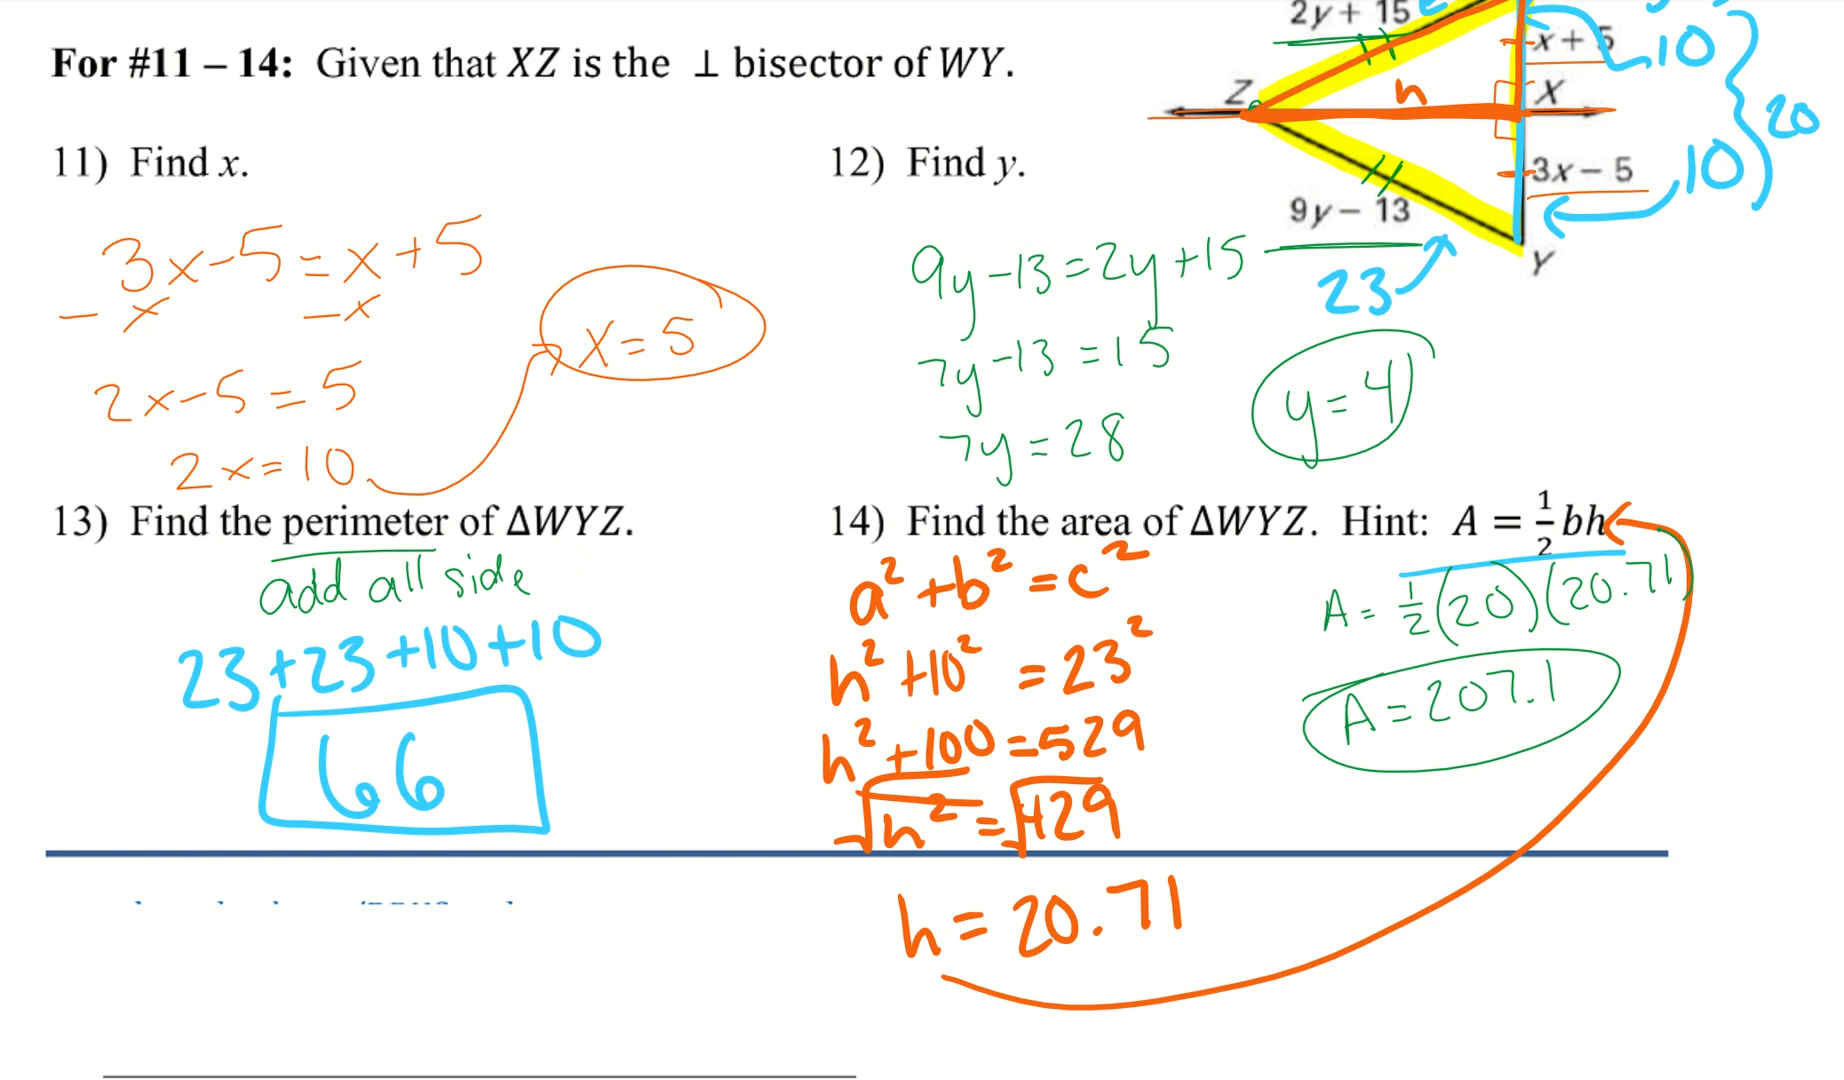 2y + 15
For #11 – 14: Given that XZ is the ⊥ bisector of WY.
x + 5
10
Z
h
X
20
11) Find x.
12) Find y.
3x – 5
10
9y – 13
Y
23
3x-5=x+5
-x -x
x=5
2x-5=5
2x=10
9y-13=2y+15
7y-13=15
7y=28
y=4
13) Find the perimeter of ΔWYZ.
add all side
23+23+10+10
66
14) Find the area of ΔWYZ. Hint: A = 1/2 bh
a²+b²=c²
h²+10²=23²
h²+100=529
√h²=√429
h=20.71
A=1/2(20)(20.71)
A=207.1